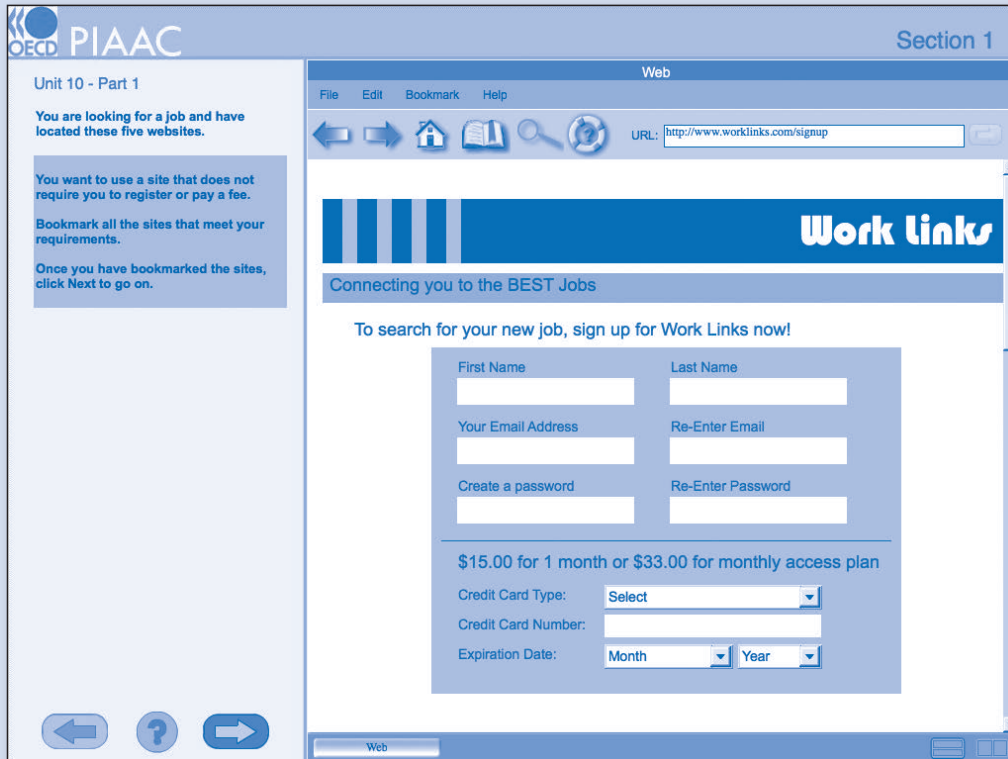 OECD PIAAC
Section 1
Unit 10 - Part 1
You are looking for a job and have
located these five websites.
You want to use a site that does not
require you to register or pay a fee.
Bookmark all the sites that meet your
requirements.
Once you have bookmarked the sites,
click Next to go on.
Web
File Edit Bookmark Help
URL: http://www.worklinks.com/signup
Work Links
Connecting you to the BEST Jobs
To search for your new job, sign up for Work Links now!
First Name Last Name
Your Email Address Re-Enter Email
Create a password Re-Enter Password
$15.00 for 1 month or $33.00 for monthly access plan
Credit Card Type: Select
Credit Card Number:
Expiration Date: Month Year
?
Web